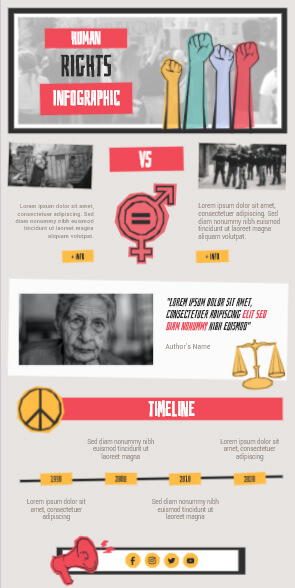 HUMAN
RIGHTS
INFOGRAPHIC
VS
Lorem ipsum dolor sit amet,
consectetuer adipiscing. Sed
diam nonummy nibh euismod
tincidunt ut laoreet magna
aliquam volutpat.
+ INFO
Lorem ipsum dolor sit amet,
consectetuer adipiscing. Sed
diam nonummy nibh euismod
tincidunt ut laoreet magna
aliquam volutpat.
+ INFO
"LOREM IPSUM DOLOR SIT AMET,
CONSECTETUER ADIPISCING ELIT SED
DIAM NONUMMY NIBH EUISMOD"
Author's Name
TIMELINE
Sed diam nonummy nibh
euismod tincidunt ut
laoreet magna
Lorem ipsum dolor sit
amet, consectetuer
adipiscing
1990 2000 2010 2020
Lorem ipsum dolor sit
amet, consectetuer
adipiscing
Sed diam nonummy nibh
euismod tincidunt ut
laoreet magna